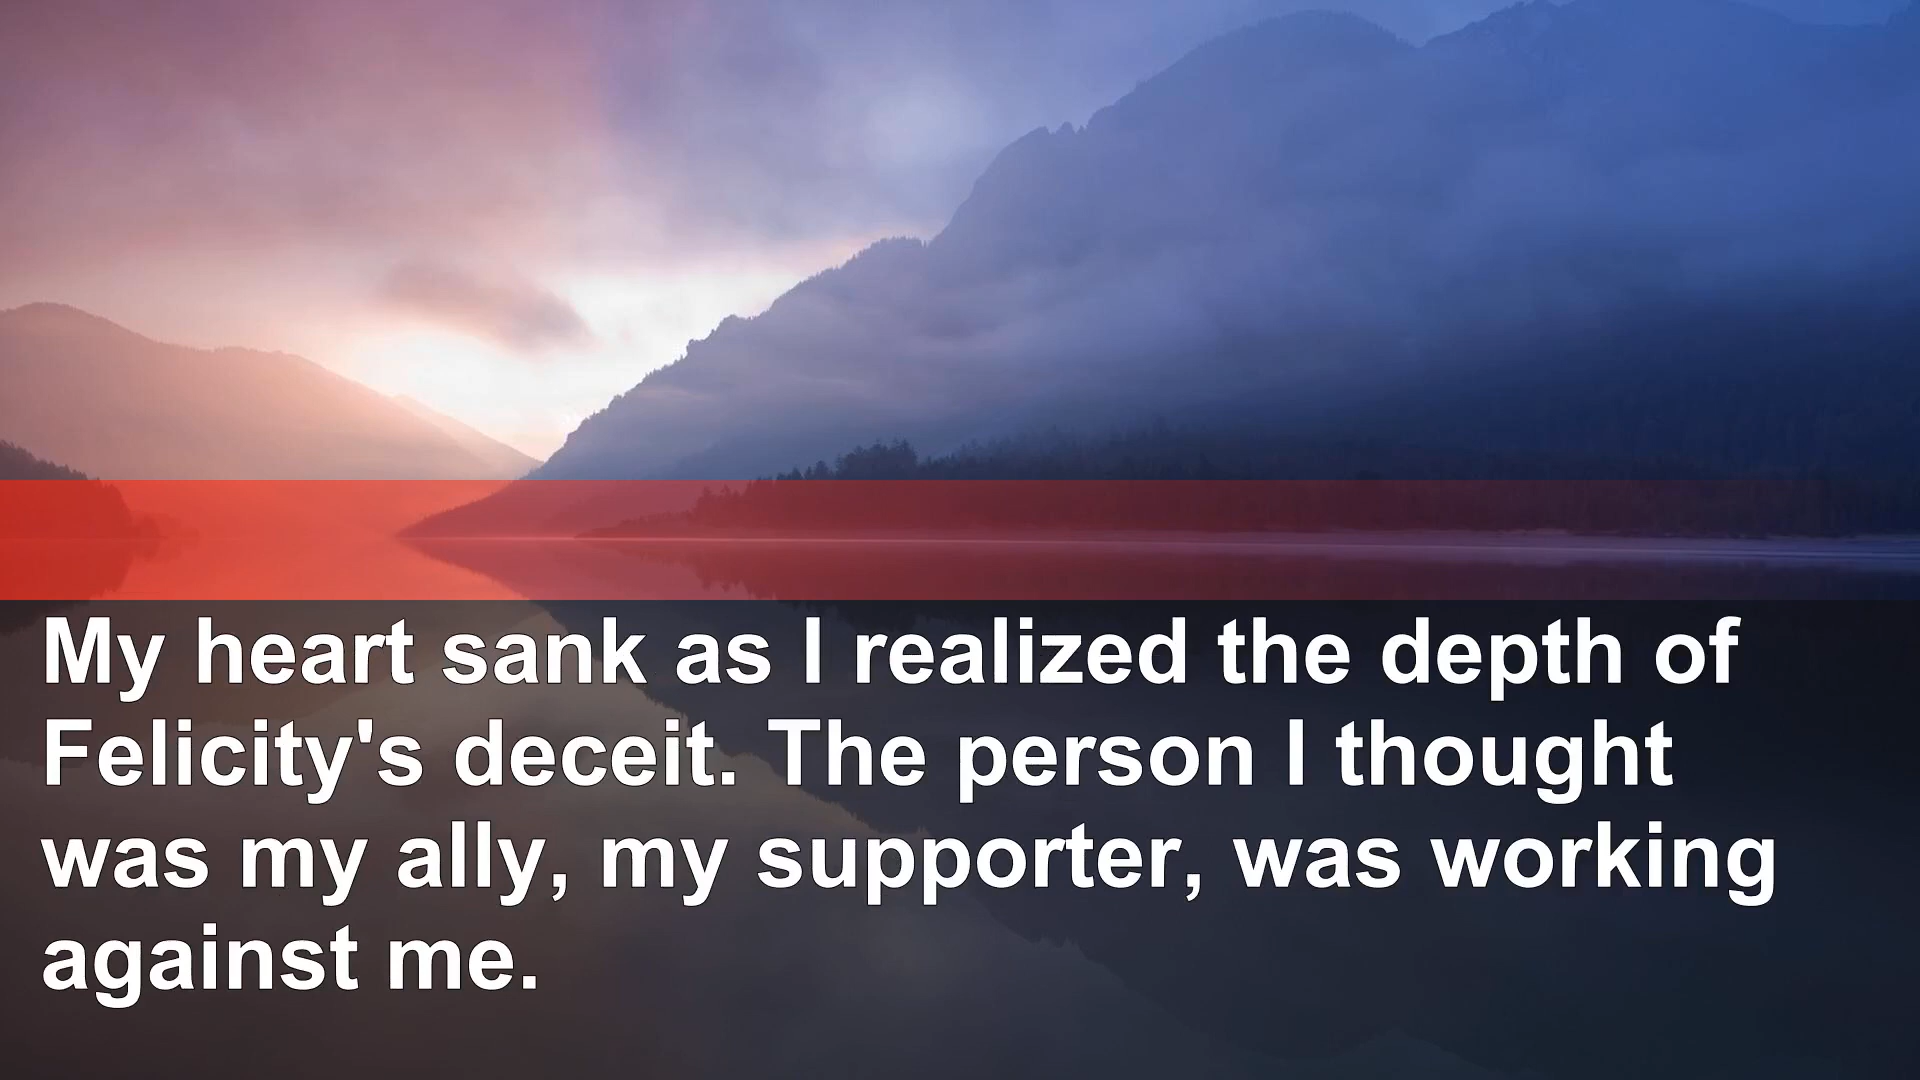 My heart sank as I realized the depth of
Felicity's deceit. The person I thought
was my ally, my supporter, was working
against me.